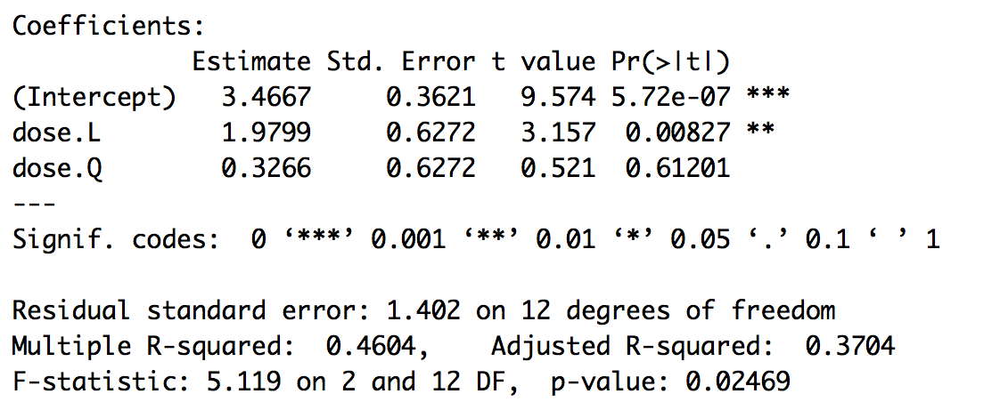 Coefficients:
            Estimate Std. Error t value Pr(>|t|)
(Intercept)   3.4667     0.3621   9.574 5.72e-07 ***
dose.L        1.9799     0.6272   3.157  0.00827 **
dose.Q        0.3266     0.6272   0.521  0.61201
---
Signif. codes:  0 ‘***’ 0.001 ‘**’ 0.01 ‘*’ 0.05 ‘.’ 0.1 ‘ ’ 1

Residual standard error: 1.402 on 12 degrees of freedom
Multiple R-squared:  0.4604,    Adjusted R-squared:  0.3704
F-statistic: 5.119 on 2 and 12 DF,  p-value: 0.02469